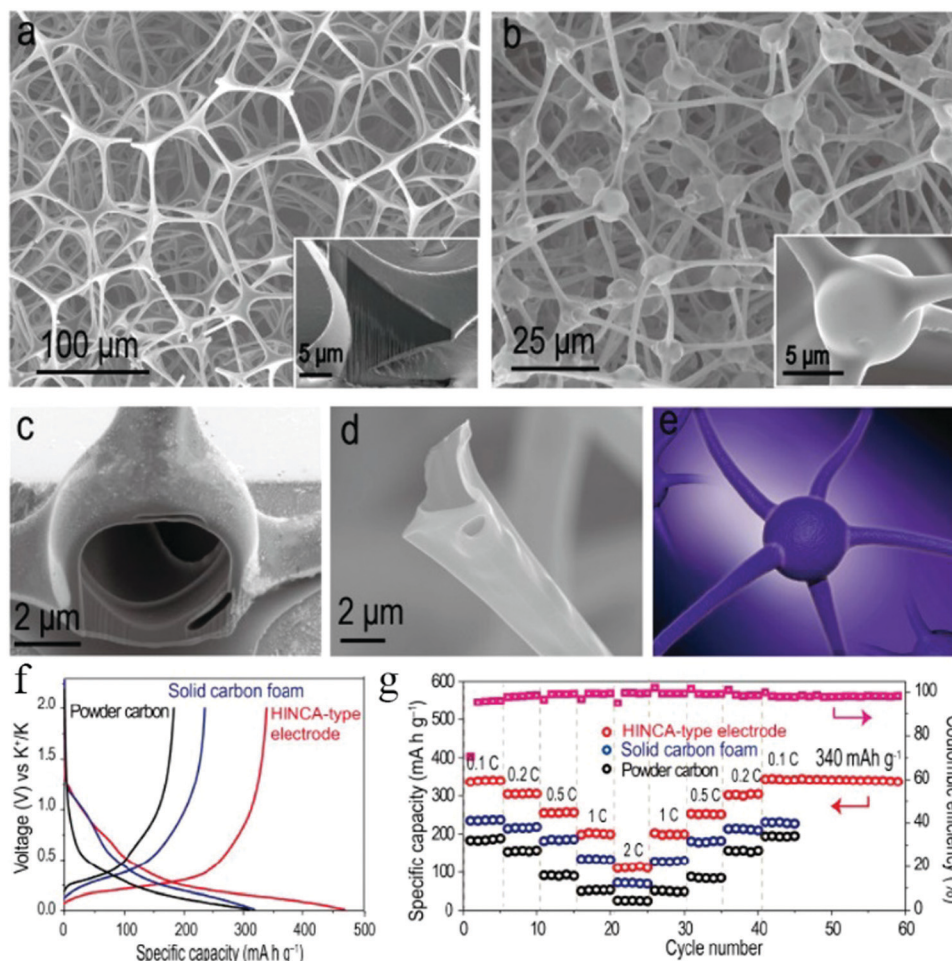 a
100 µm
5 µm
b
25 µm
5 µm
c
2 µm
d
2 µm
e
f
2.0
1.5
1.0
0.5
0.0
Voltage (V) vs K⁺/K
Solid carbon foam
Powder carbon
HINCA-type
electrode
0 100 200 300 400 500
Specific capacity (mA h g⁻¹)
g
600
500
400
300
200
100
0
Specific capacity (mA h g⁻¹)
HINCA-type electrode
Solid carbon foam
Powder carbon
0.1 C
0.2 C
0.5 C
1 C
2 C
1 C
0.5 C
0.2 C
0.1 C
340 mAh g⁻¹
100
80
60
40
20
0
0 10 20 30 40 50 60
Cycle number